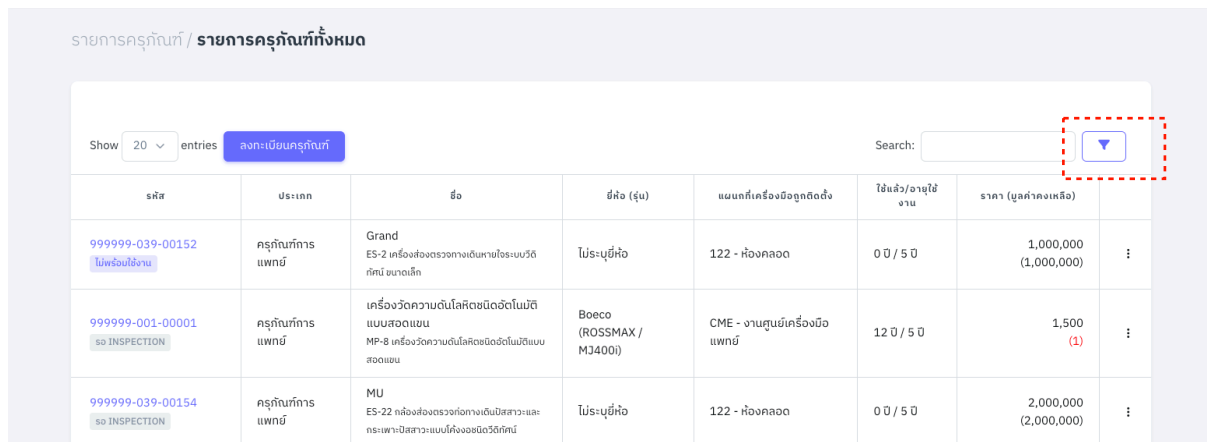 รายการครุภัณฑ์ / รายการครุภัณฑ์ทั้งหมด
Show 20 entries ลงทะเบียนครุภัณฑ์ Search:
รหัส ประเภท ชื่อ ยี่ห้อ (รุ่น) แผนกที่เครื่องมือถูกติดตั้ง ใช้แล้ว/อายุใช้งาน ราคา (มูลค่าคงเหลือ)
999999-039-00152
ไม่พร้อมใช้งาน
ครุภัณฑ์การ
แพทย์
Grand
ES-2 เครื่องส่องตรวจทางเดินหายใจระบบวีดิ
ทัศน์ ขนาดเล็ก
ไม่ระบุยี่ห้อ
122 - ห้องคลอด
0 ปี / 5 ปี
1,000,000
(1,000,000)
999999-001-00001
รอ INSPECTION
ครุภัณฑ์การ
แพทย์
เครื่องวัดความดันโลหิตชนิดอัตโนมัติ
แบบสอดแขน
MP-8 เครื่องวัดความดันโลหิตชนิดอัตโนมัติแบบ
สอดแขน
Boeco
(ROSSMAX /
MJ400i)
CME - งานศูนย์เครื่องมือ
แพทย์
12 ปี / 5 ปี
1,500
(1)
999999-039-00154
รอ INSPECTION
ครุภัณฑ์การ
แพทย์
MU
ES-22 กล้องส่องตรวจท่อทางเดินปัสสาวะและ
กระเพาะปัสสาวะแบบโค้งงอชนิดวีดิทัศน์
ไม่ระบุยี่ห้อ
122 - ห้องคลอด
0 ปี / 5 ปี
2,000,000
(2,000,000)